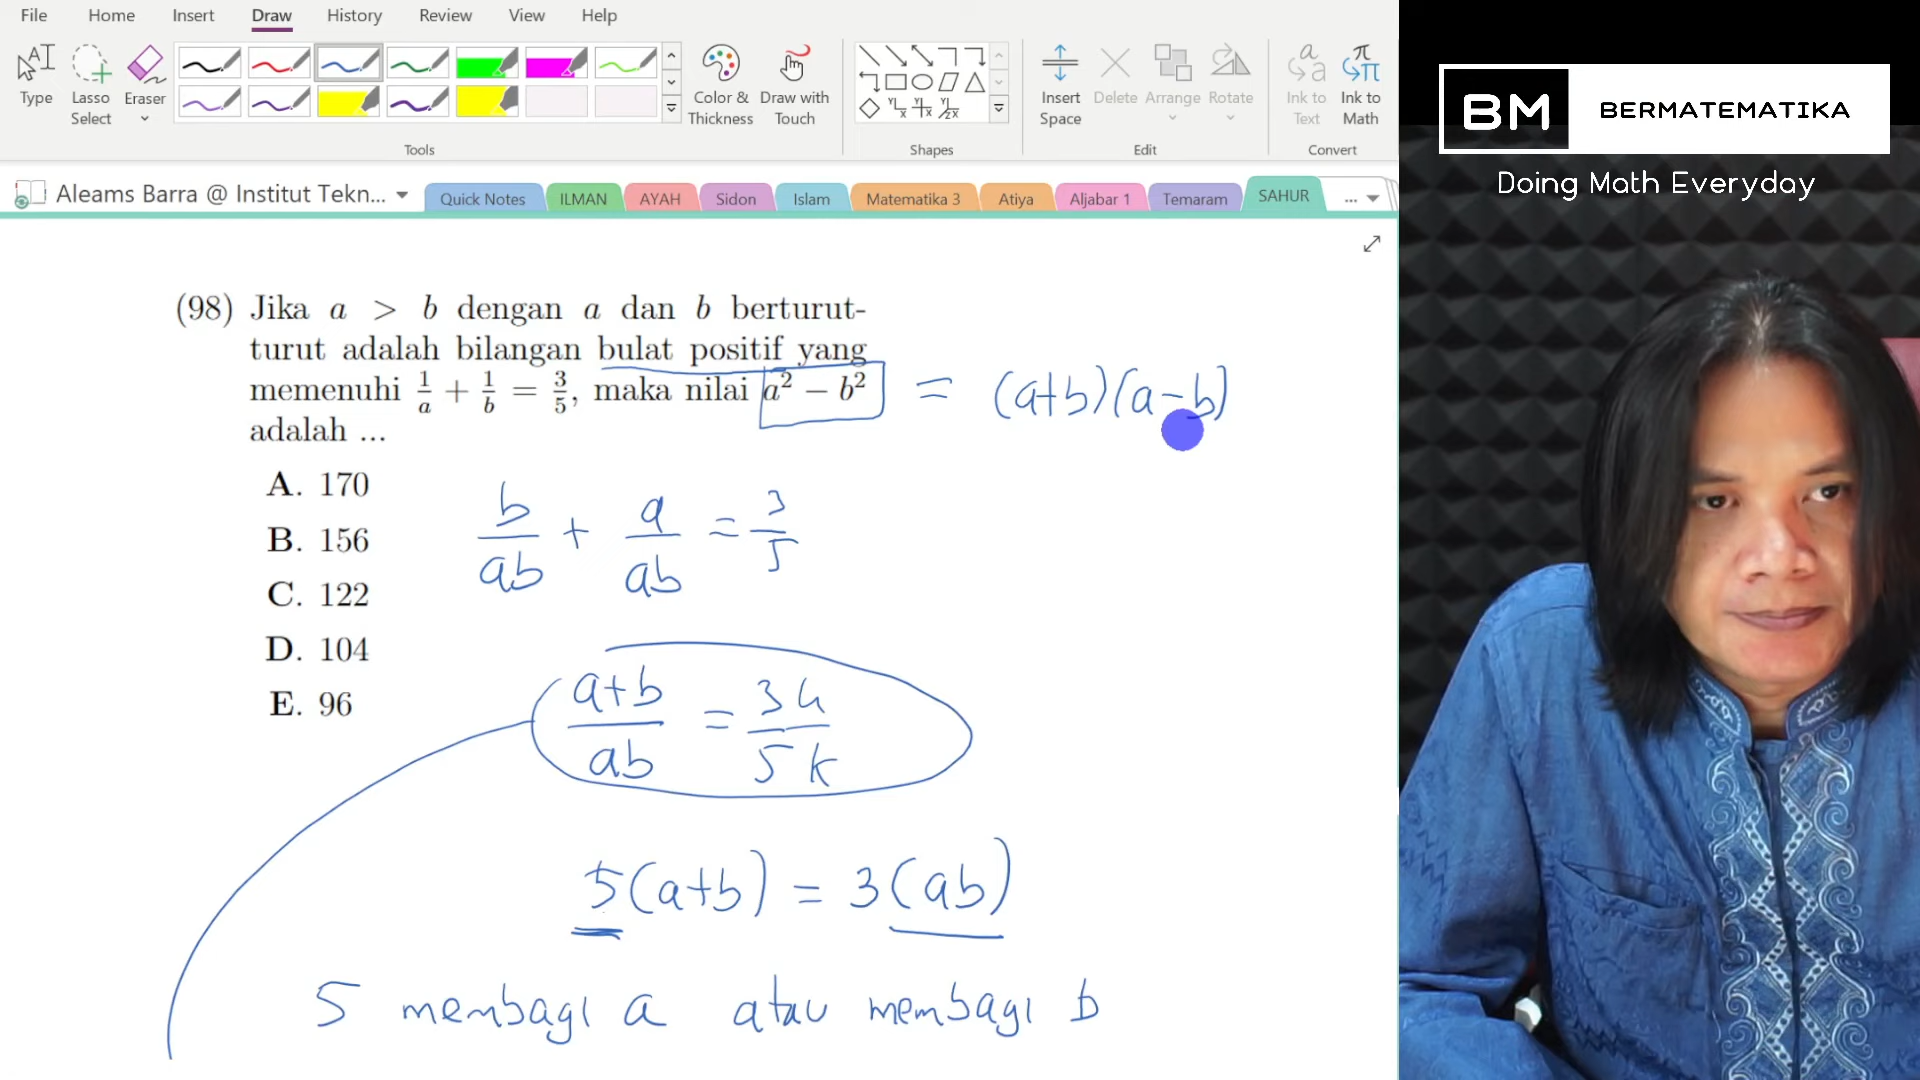 File Home Insert Draw History Review View Help
Type
Lasso Select
Eraser
Color & Thickness
Draw with Touch
Insert Space
Delete
Arrange
Rotate
Ink to Text
Ink to Math
Tools
Shapes
Edit
Convert
BM BERMATEMATIKA
Doing Math Everyday
Aleams Barra @ Institut Tekn...
Quick Notes ILMAN AYAH Sidon Islam Matematika 3 Atiya Aljabar 1 Temaram SAHUR ...
(98) Jika a > b dengan a dan b berturut-
turut adalah bilangan bulat positif yang
memenuhi 1/a + 1/b = 3/5, maka nilai a² − b² = (a+b)(a−b)
adalah ...
A. 170
B. 156
C. 122
D. 104
E. 96
b/ab + a/ab = 3/5
a+b/ab = 3k/5k
5(a+b) = 3(ab)
5 membagi a atau membagi b